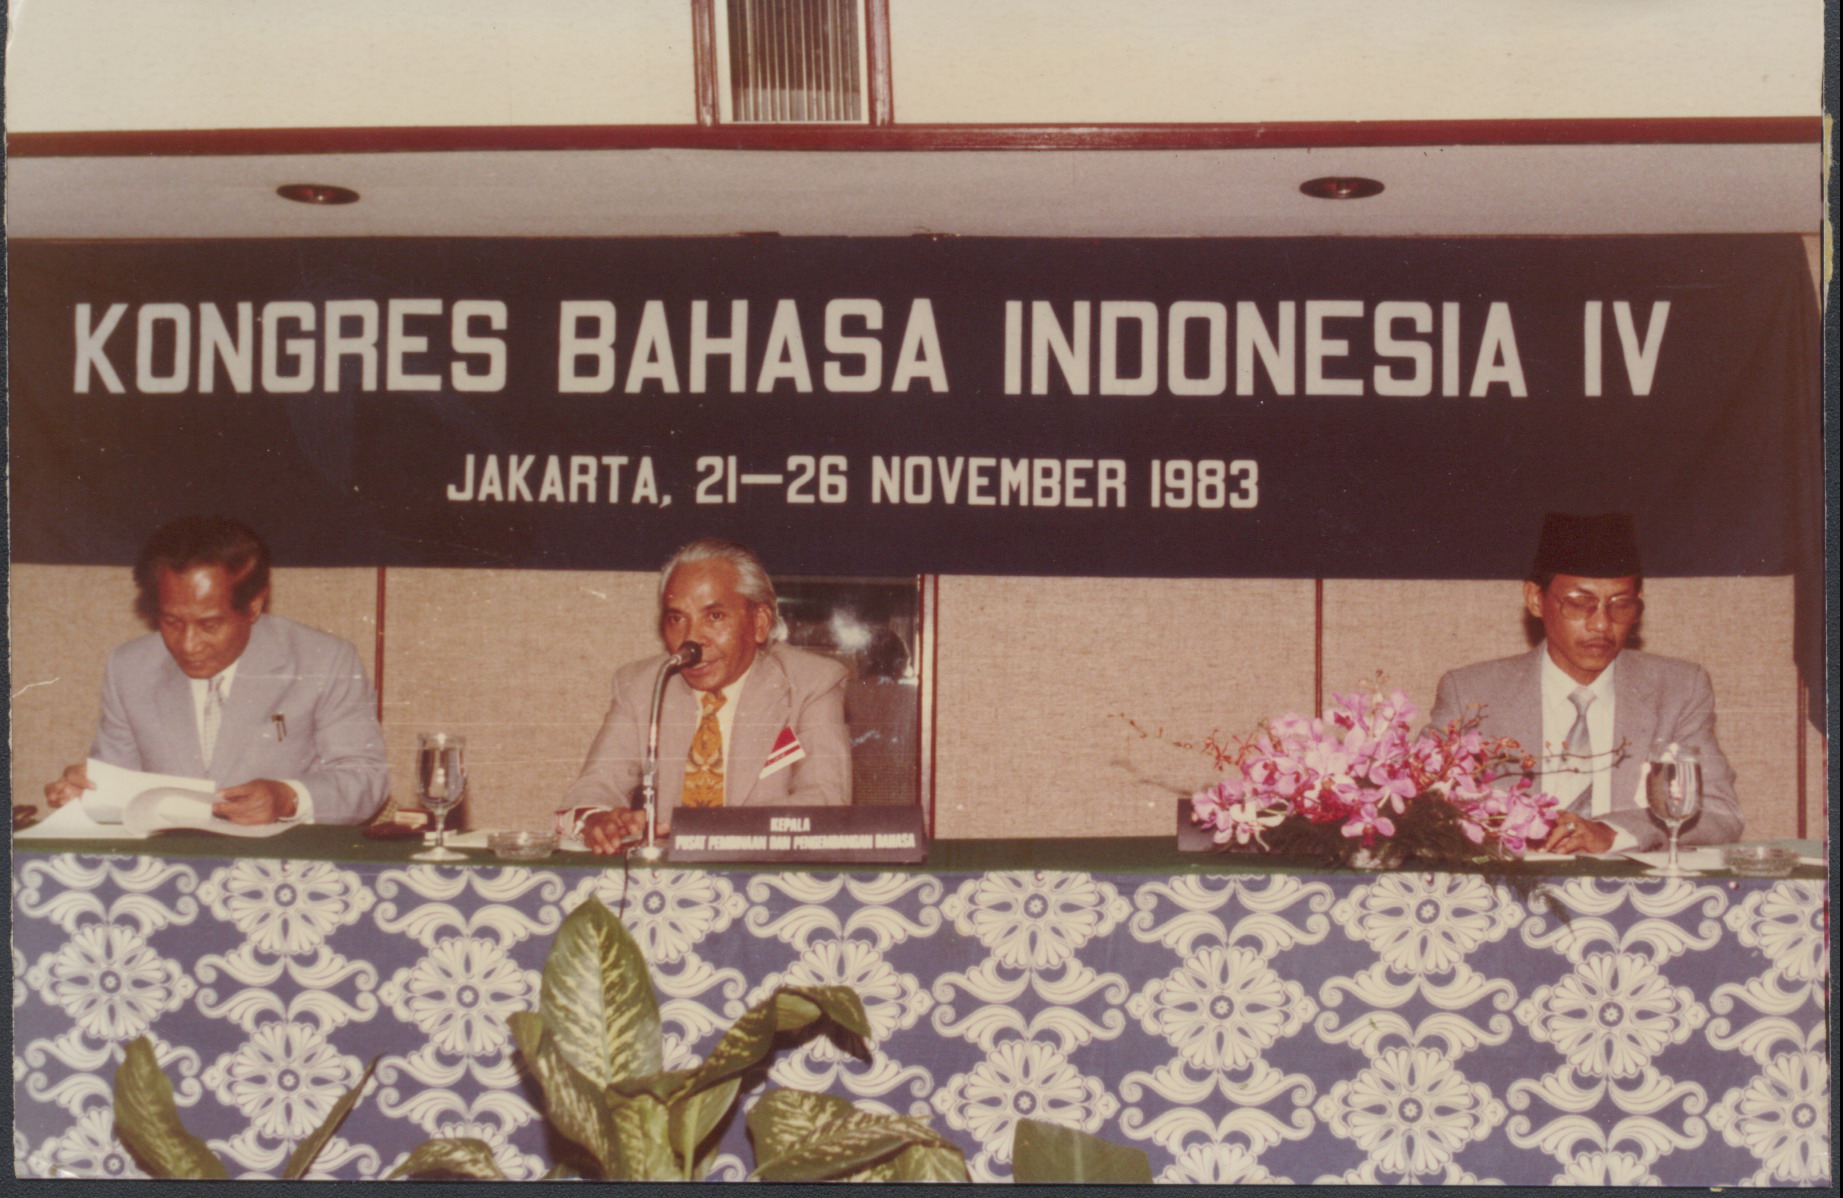 KONGRES BAHASA INDONESIA IV
JAKARTA, 21–26 NOVEMBER 1983
KEPALA
PUSAT PEMBINAAN DAN PENGEMBANGAN BAHASA